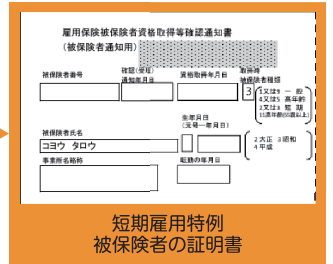 雇用保険被保険者資格取得等確認通知書
(被保険者通知用)
被保険者番号
確認(受理)
通知年月日
資格取得年月日
取得時
被保険者種類
3
1又は9 一 般
4又は5 高年齢
2又は3 短 期
11高年齢(65歳以上)
被保険者氏名
コヨウ タロウ
生年月日
(元号-年月日)
2大正 3昭和
4平成
事業所名略称
転勤の年月日
短期雇用特例
被保険者の証明書